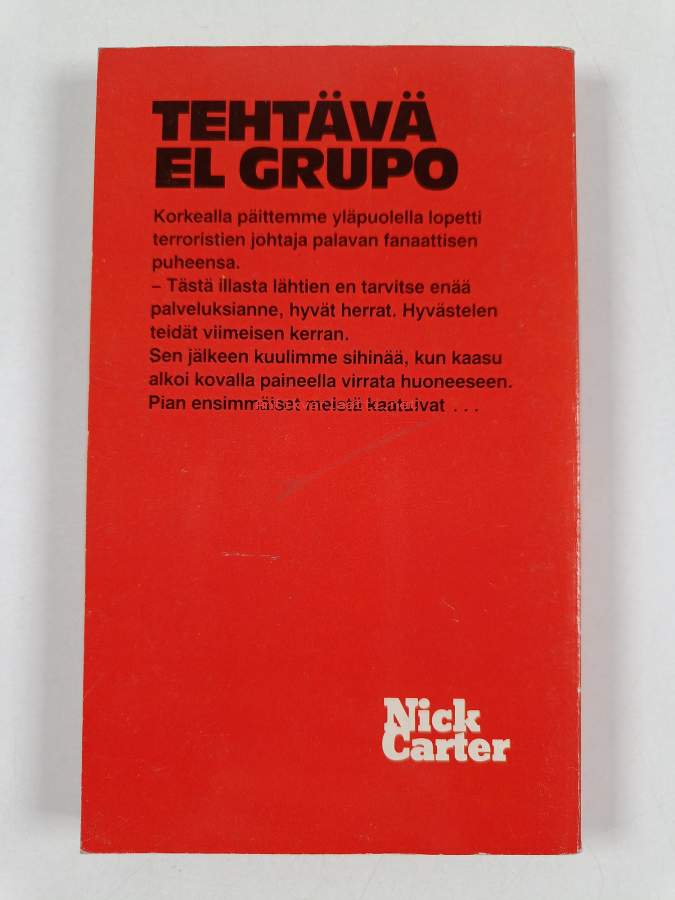 TEHTÄVÄ
EL GRUPO
Korkealla päittemme yläpuolella lopetti
terroristien johtaja palavan fanaattisen
puheensa.
– Tästä illasta lähtien en tarvitse enää
palveluksianne, hyvät herrat. Hyvästelen
teidät viimeisen kerran.
Sen jälkeen kuulimme sihinää, kun kaasu
alkoi kovalla paineella virrata huoneeseen.
Pian ensimmäiset meistä kaatuivat . . .
Nick
Carter